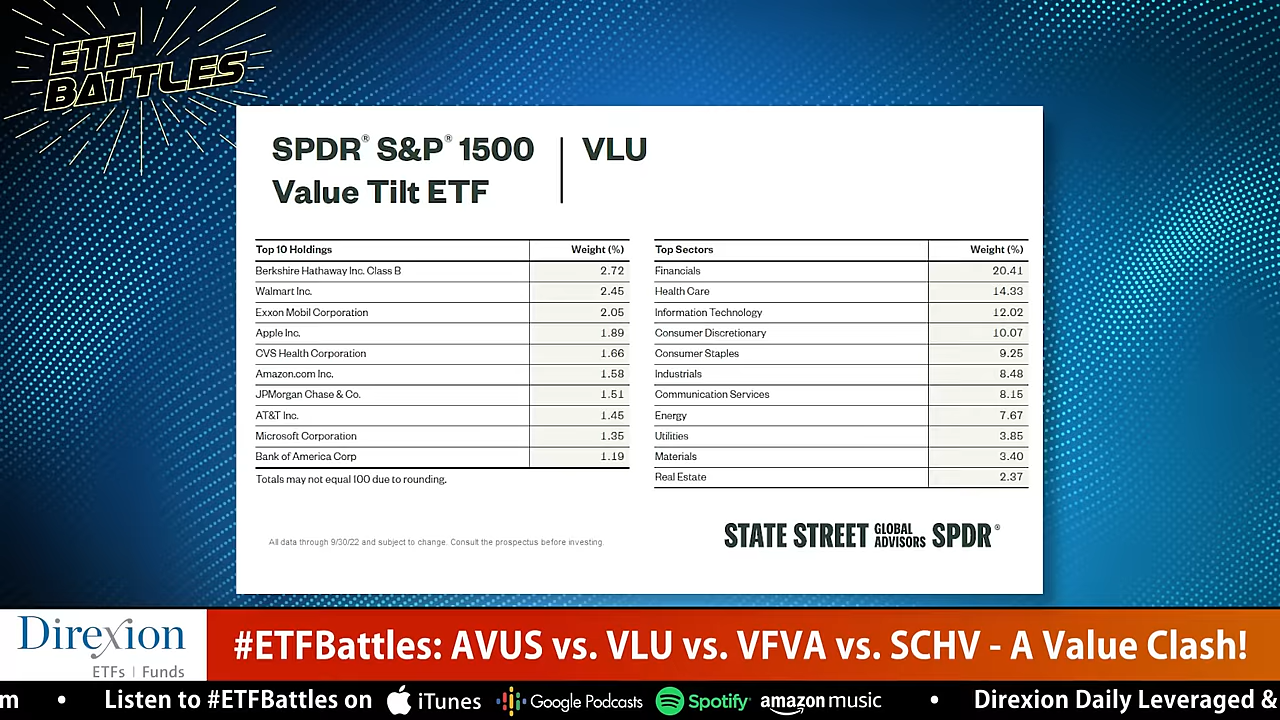 ETF
BATTLES
SPDR® S&P® 1500
Value Tilt ETF
VLU
Top 10 Holdings Weight (%)
Berkshire Hathaway Inc. Class B 2.72
Walmart Inc. 2.45
Exxon Mobil Corporation 2.05
Apple Inc. 1.89
CVS Health Corporation 1.66
Amazon.com Inc. 1.58
JPMorgan Chase & Co. 1.51
AT&T Inc. 1.45
Microsoft Corporation 1.35
Bank of America Corp 1.19
Totals may not equal 100 due to rounding.
Top Sectors Weight (%)
Financials 20.41
Health Care 14.33
Information Technology 12.02
Consumer Discretionary 10.07
Consumer Staples 9.25
Industrials 8.48
Communication Services 8.15
Energy 7.67
Utilities 3.85
Materials 3.40
Real Estate 2.37
All data through 9/30/22 and subject to change. Consult the prospectus before investing.
STATE STREET GLOBAL ADVISORS SPDR®
Direxion
ETFs | Funds
#ETFBattles: AVUS vs. VLU vs. VFVA vs. SCHV - A Value Clash!
m • Listen to #ETFBattles on iTunes Google Podcasts Spotify amazon music • Direxion Daily Leveraged &